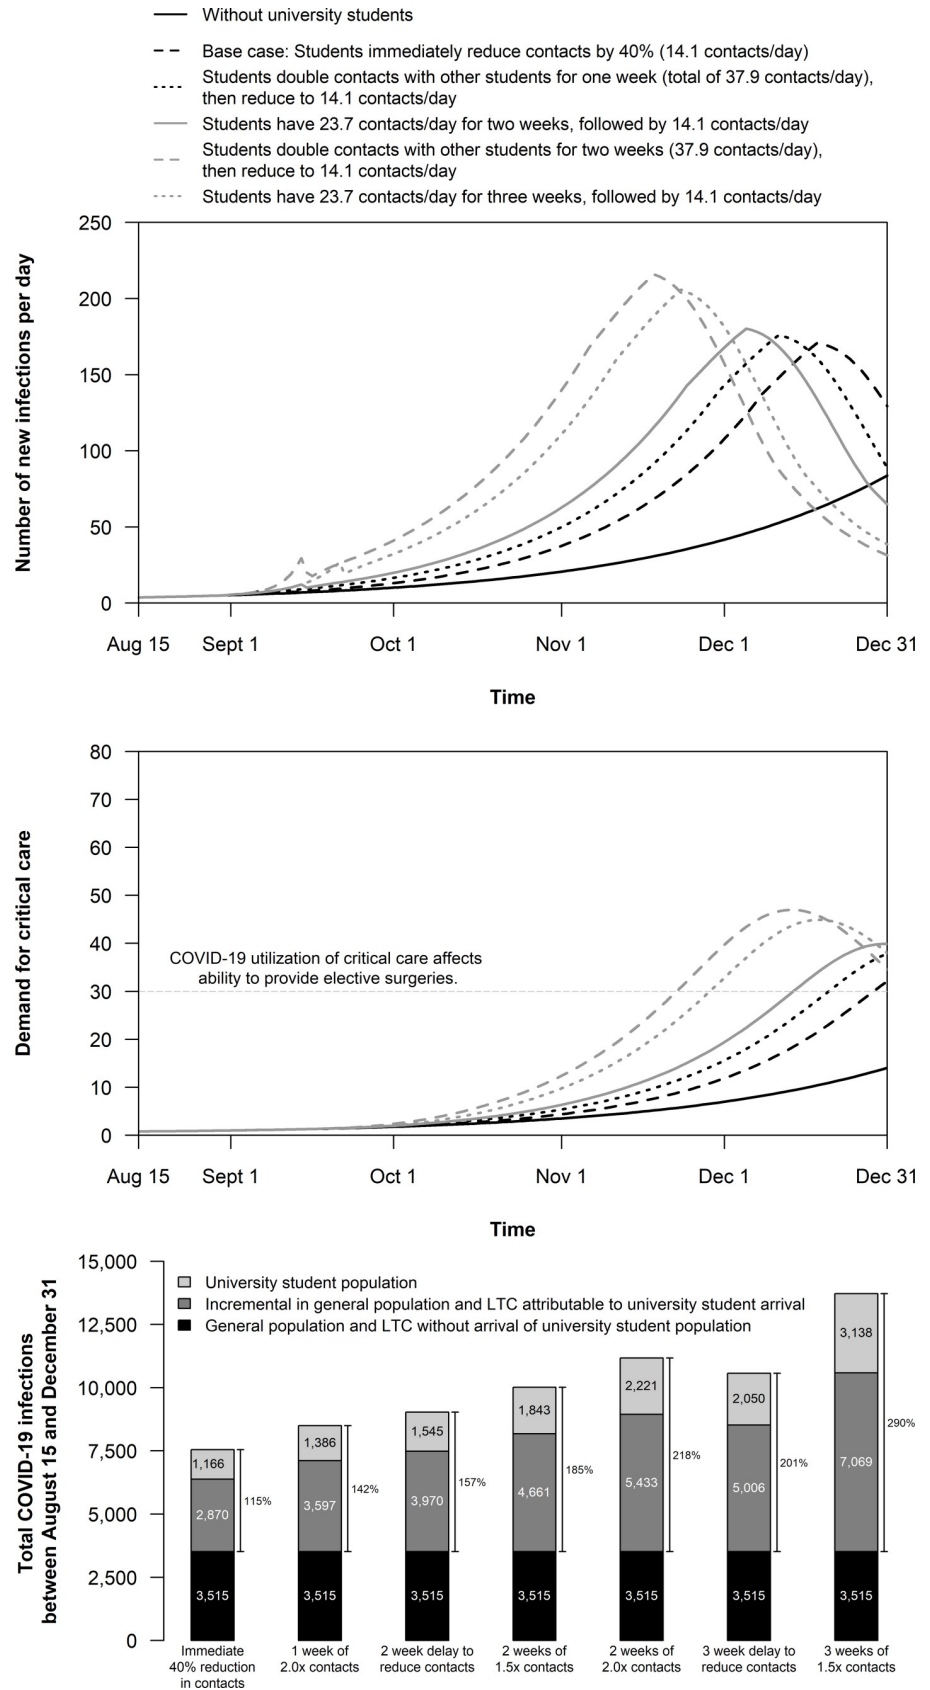 Without university students
Base case: Students immediately reduce contacts by 40% (14.1 contacts/day)
Students double contacts with other students for one week (total of 37.9 contacts/day),
then reduce to 14.1 contacts/day
Students have 23.7 contacts/day for two weeks, followed by 14.1 contacts/day
Students double contacts with other students for two weeks (37.9 contacts/day),
then reduce to 14.1 contacts/day
Students have 23.7 contacts/day for three weeks, followed by 14.1 contacts/day
Number of new infections per day
250
200
150
100
50
0
Aug 15 Sept 1 Oct 1 Nov 1 Dec 1 Dec 31
Time
Demand for critical care
80
70
60
50
40
30
20
10
0
COVID-19 utilization of critical care affects
ability to provide elective surgeries.
Aug 15 Sept 1 Oct 1 Nov 1 Dec 1 Dec 31
Time
Total COVID-19 infections
between August 15 and December 31
15,000
12,500
10,000
7,500
5,000
2,500
0
University student population
Incremental in general population and LTC attributable to university student arrival
General population and LTC without arrival of university student population
1,166
2,870
3,515
115%
1,386
3,597
3,515
142%
1,545
3,970
3,515
157%
1,843
4,661
3,515
185%
2,221
5,433
3,515
218%
2,050
5,006
3,515
201%
3,138
7,069
3,515
290%
Immediate
40% reduction
in contacts
1 week of
2.0x contacts
2 week delay to
reduce contacts
2 weeks of
1.5x contacts
2 weeks of
2.0x contacts
3 week delay to
reduce contacts
3 weeks of
1.5x contacts